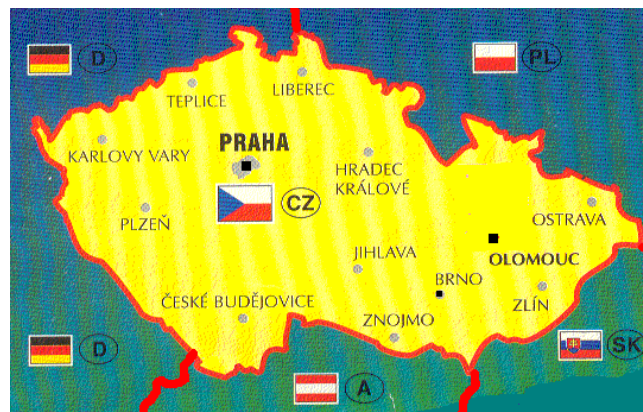 D
PL
TEPLICE
LIBEREC
PRAHA
KARLOVY VARY
HRADEC
KRÁLOVÉ
CZ
PLZEŇ
OSTRAVA
JIHLAVA
OLOMOUC
BRNO
ČESKÉ BUDĚJOVICE
ZLÍN
ZNOJMO
D
SK
A